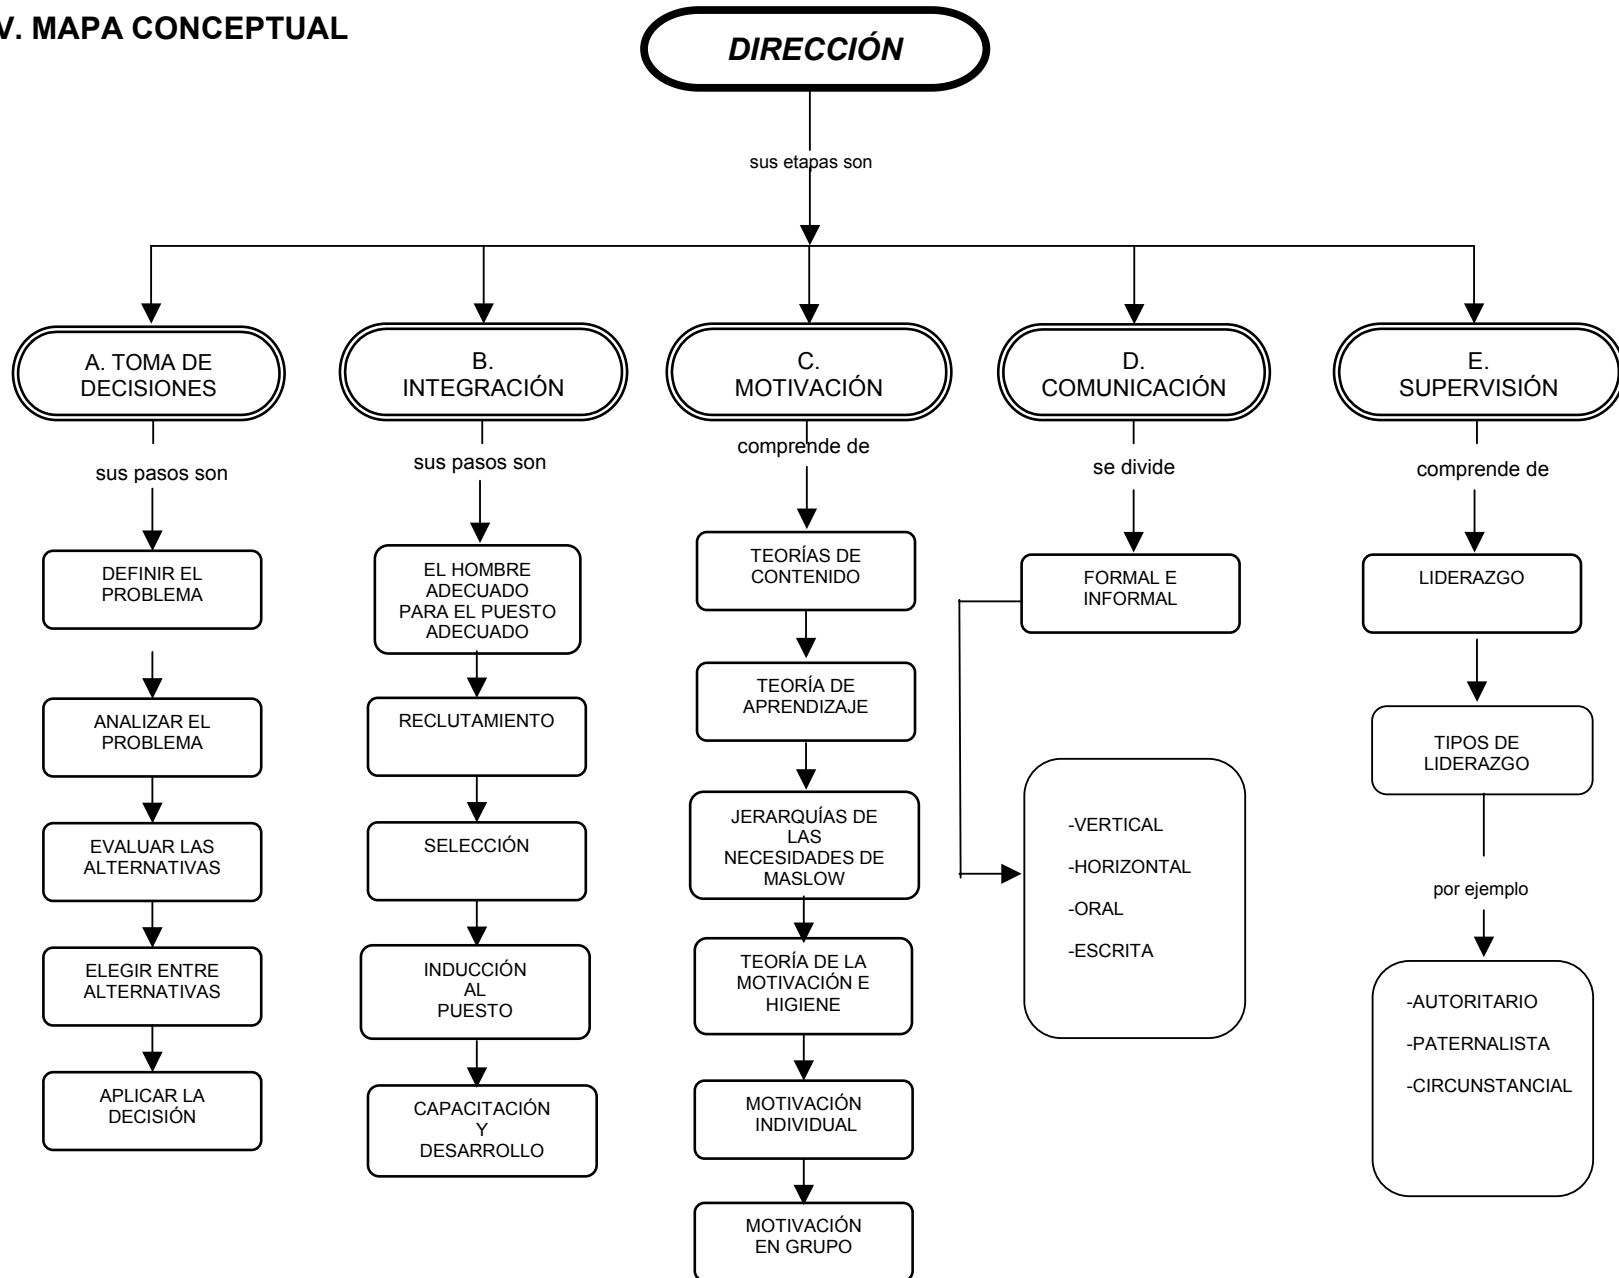 V. MAPA CONCEPTUAL
DIRECCIÓN
sus etapas son
A. TOMA DE
DECISIONES
B.
INTEGRACIÓN
C.
MOTIVACIÓN
D.
COMUNICACIÓN
E.
SUPERVISIÓN
sus pasos son
DEFINIR EL
PROBLEMA
ANALIZAR EL
PROBLEMA
EVALUAR LAS
ALTERNATIVAS
ELEGIR ENTRE
ALTERNATIVAS
APLICAR LA
DECISIÓN
sus pasos son
EL HOMBRE
ADECUADO
PARA EL PUESTO
ADECUADO
RECLUTAMIENTO
SELECCIÓN
INDUCCIÓN
AL
PUESTO
CAPACITACIÓN
Y
DESARROLLO
comprende de
TEORÍAS DE
CONTENIDO
TEORÍA DE
APRENDIZAJE
JERARQUÍAS DE
LAS
NECESIDADES DE
MASLOW
TEORÍA DE LA
MOTIVACIÓN E
HIGIENE
MOTIVACIÓN
INDIVIDUAL
MOTIVACIÓN
EN GRUPO
se divide
FORMAL E
INFORMAL
-VERTICAL
-HORIZONTAL
-ORAL
-ESCRITA
comprende de
LIDERAZGO
TIPOS DE
LIDERAZGO
por ejemplo
-AUTORITARIO
-PATERNALISTA
-CIRCUNSTANCIAL